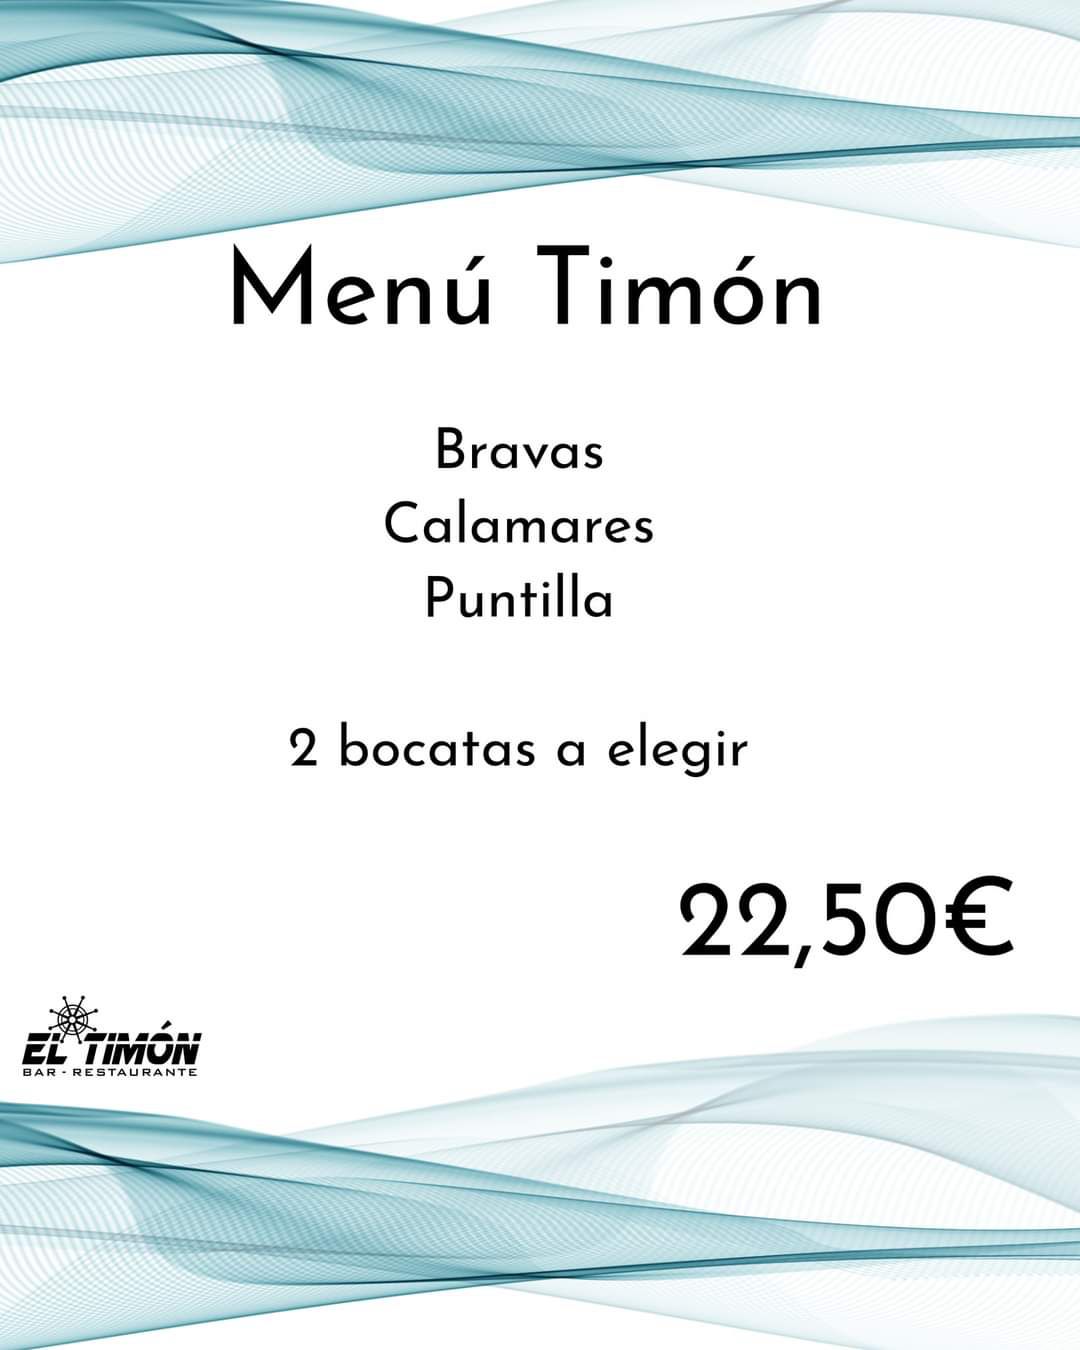 Menú Timón
Bravas
Calamares
Puntilla
2 bocatas a elegir
22,50€
EL TIMÓN
BAR - RESTAURANTE